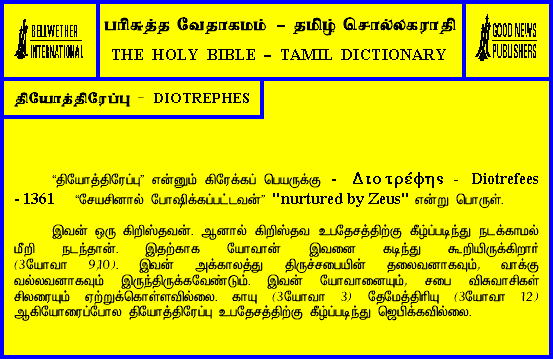 BELLWETHER
INTERNATIONAL
பரிசுத்த வேதாகமம் – தமிழ் சொல்லகராதி
THE HOLY BIBLE – TAMIL DICTIONARY
GOOD NEWS
PUBLISHERS
தியோத்திரேப்பு - DIOTREPHES
“தியோத்திரேப்பு” என்னும் கிரேக்கப் பெயருக்கு - Διοτρέφης - Diotrefees
- 1361 “சேயசினால் போஷிக்கப்பட்டவன்” "nurtured by Zeus" என்று பொருள்.
இவன் ஒரு கிறிஸ்தவன். ஆனால் கிறிஸ்தவ உபதேசத்திற்கு கீழ்ப்படிந்து நடக்காமல்
மீறி நடந்தான். இதற்காக யோவான் இவனை கடிந்து கூறியிருக்கிறார்
(3யோவா 9,10). இவன் அக்காலத்து திருச்சபையின் தலைவனாகவும், வாக்கு
வல்லவனாகவும் இருந்திருக்கவேண்டும். இவன் யோவானையும், சபை விசுவாசிகள்
சிலரையும் ஏற்றுக்கொள்ளவில்லை. காயு (3யோவா 3) தேமேத்திரியு (3யோவா 12)
ஆகியோரைப்போல தியோத்திரேப்பு உபதேசத்திற்கு கீழ்ப்படிந்து ஜெபிக்கவில்லை.